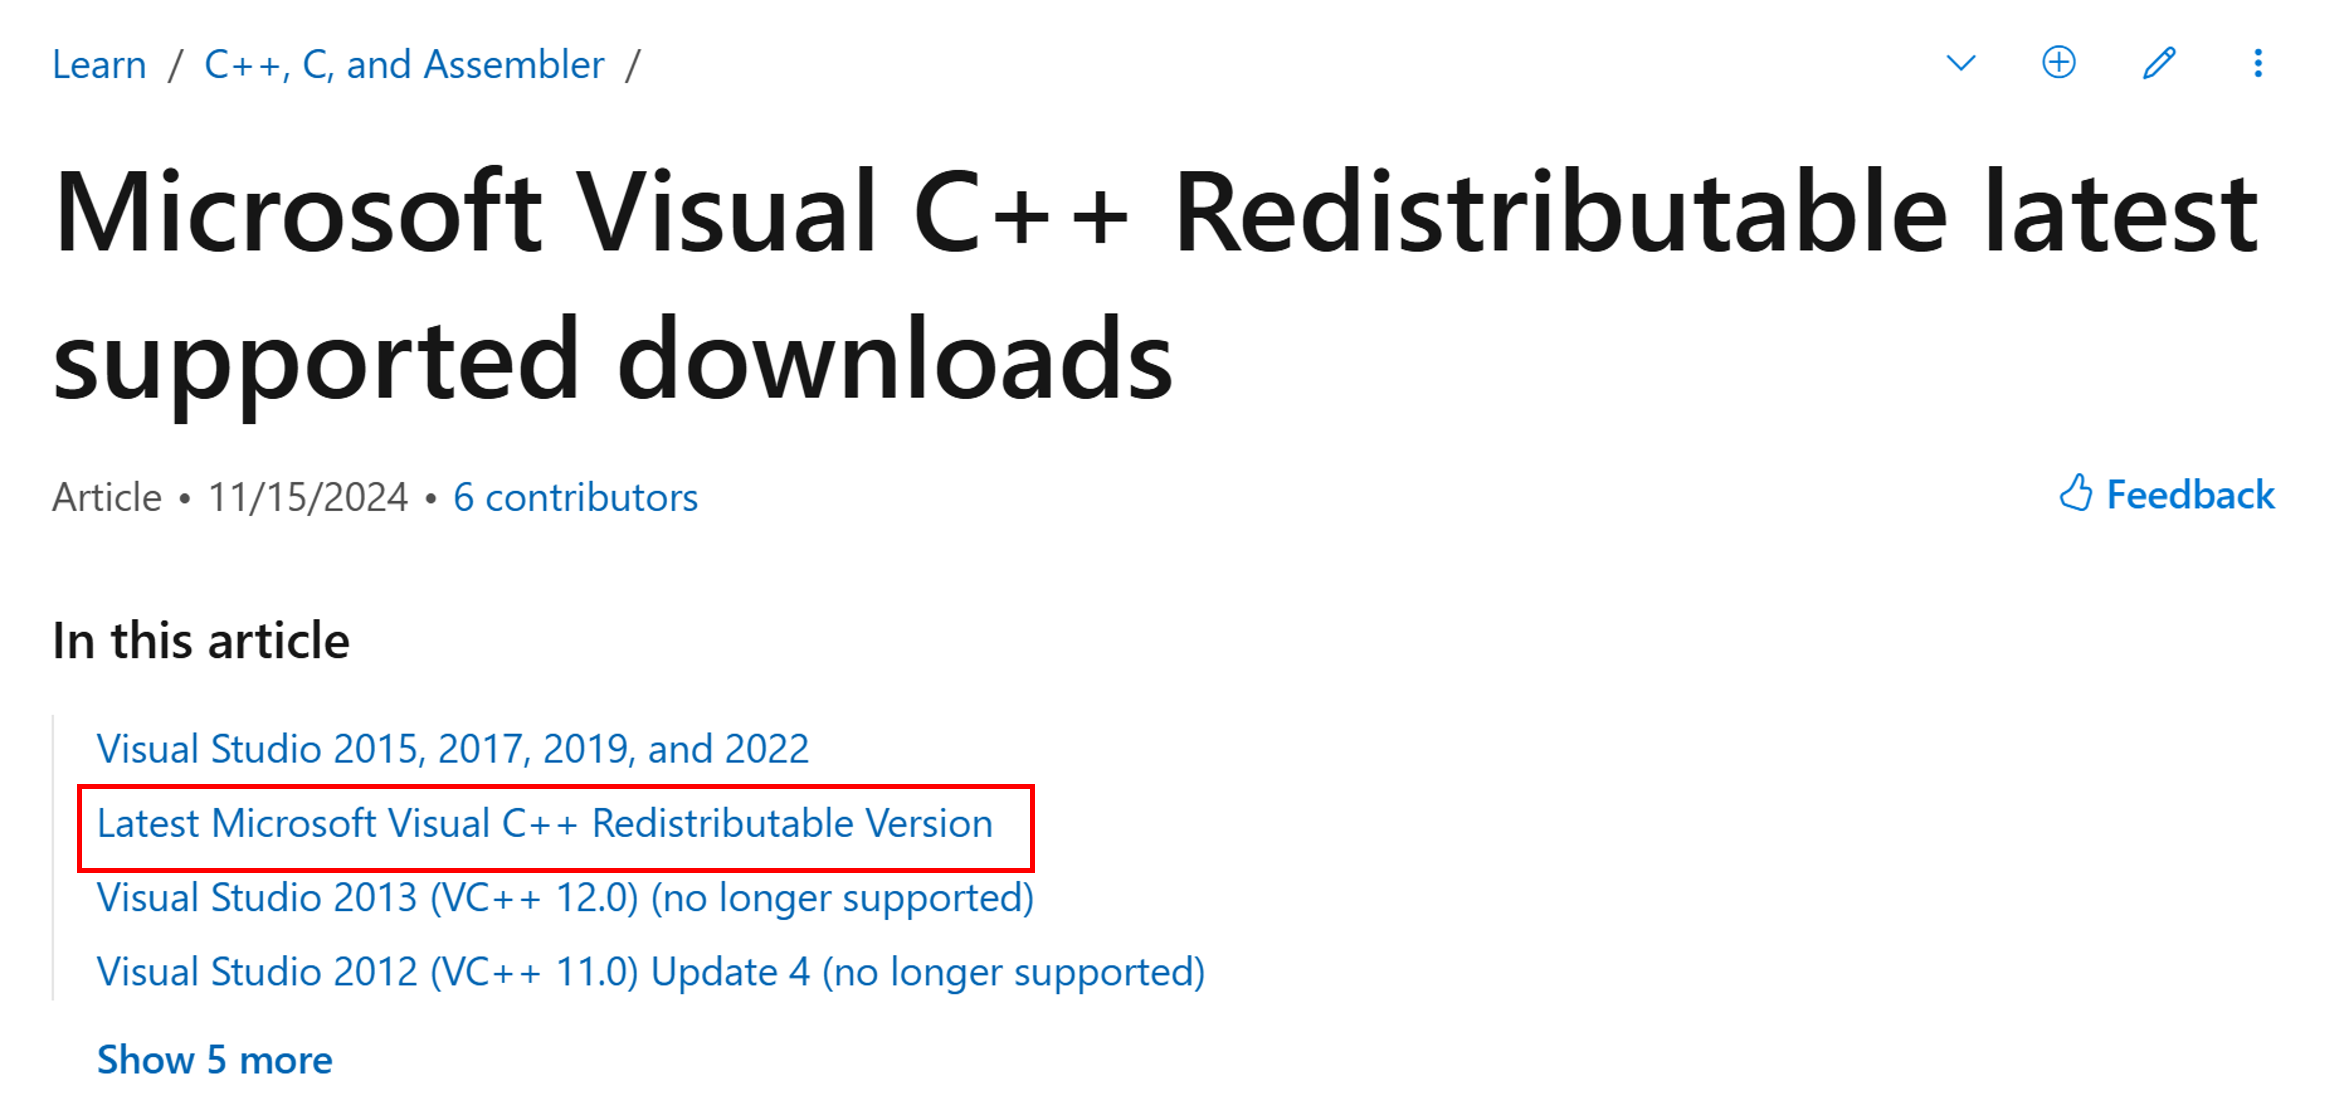 Learn / C++, C, and Assembler /
Microsoft Visual C++ Redistributable latest
supported downloads
Article • 11/15/2024 • 6 contributors
Feedback
In this article
Visual Studio 2015, 2017, 2019, and 2022
Latest Microsoft Visual C++ Redistributable Version
Visual Studio 2013 (VC++ 12.0) (no longer supported)
Visual Studio 2012 (VC++ 11.0) Update 4 (no longer supported)
Show 5 more